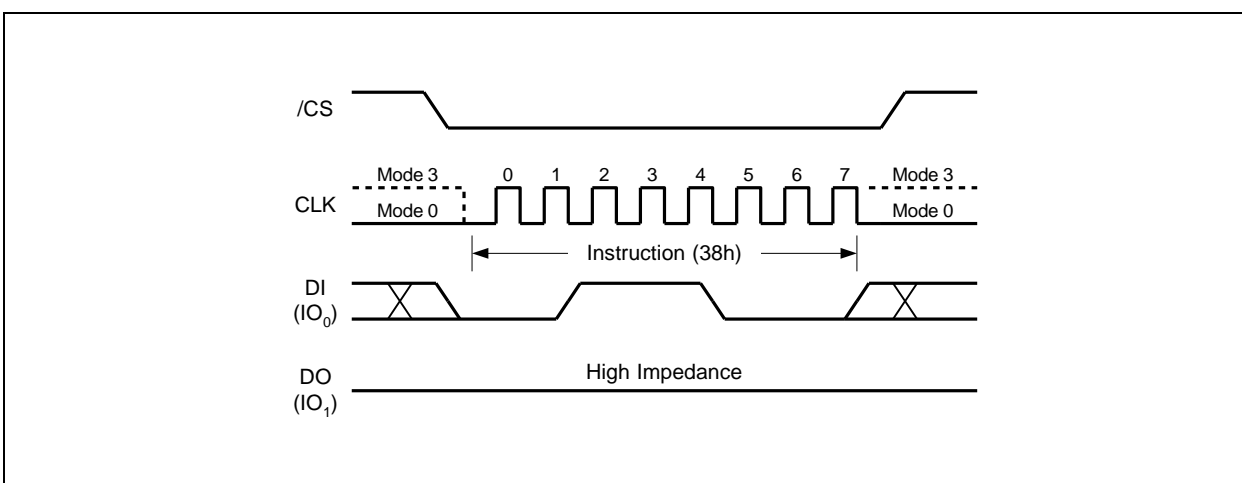 /CS
Mode 3 0 1 2 3 4 5 6 7 Mode 3
CLK
Mode 0 Mode 0
Instruction (38h)
DI
(IO0)
High Impedance
DO
(IO1)